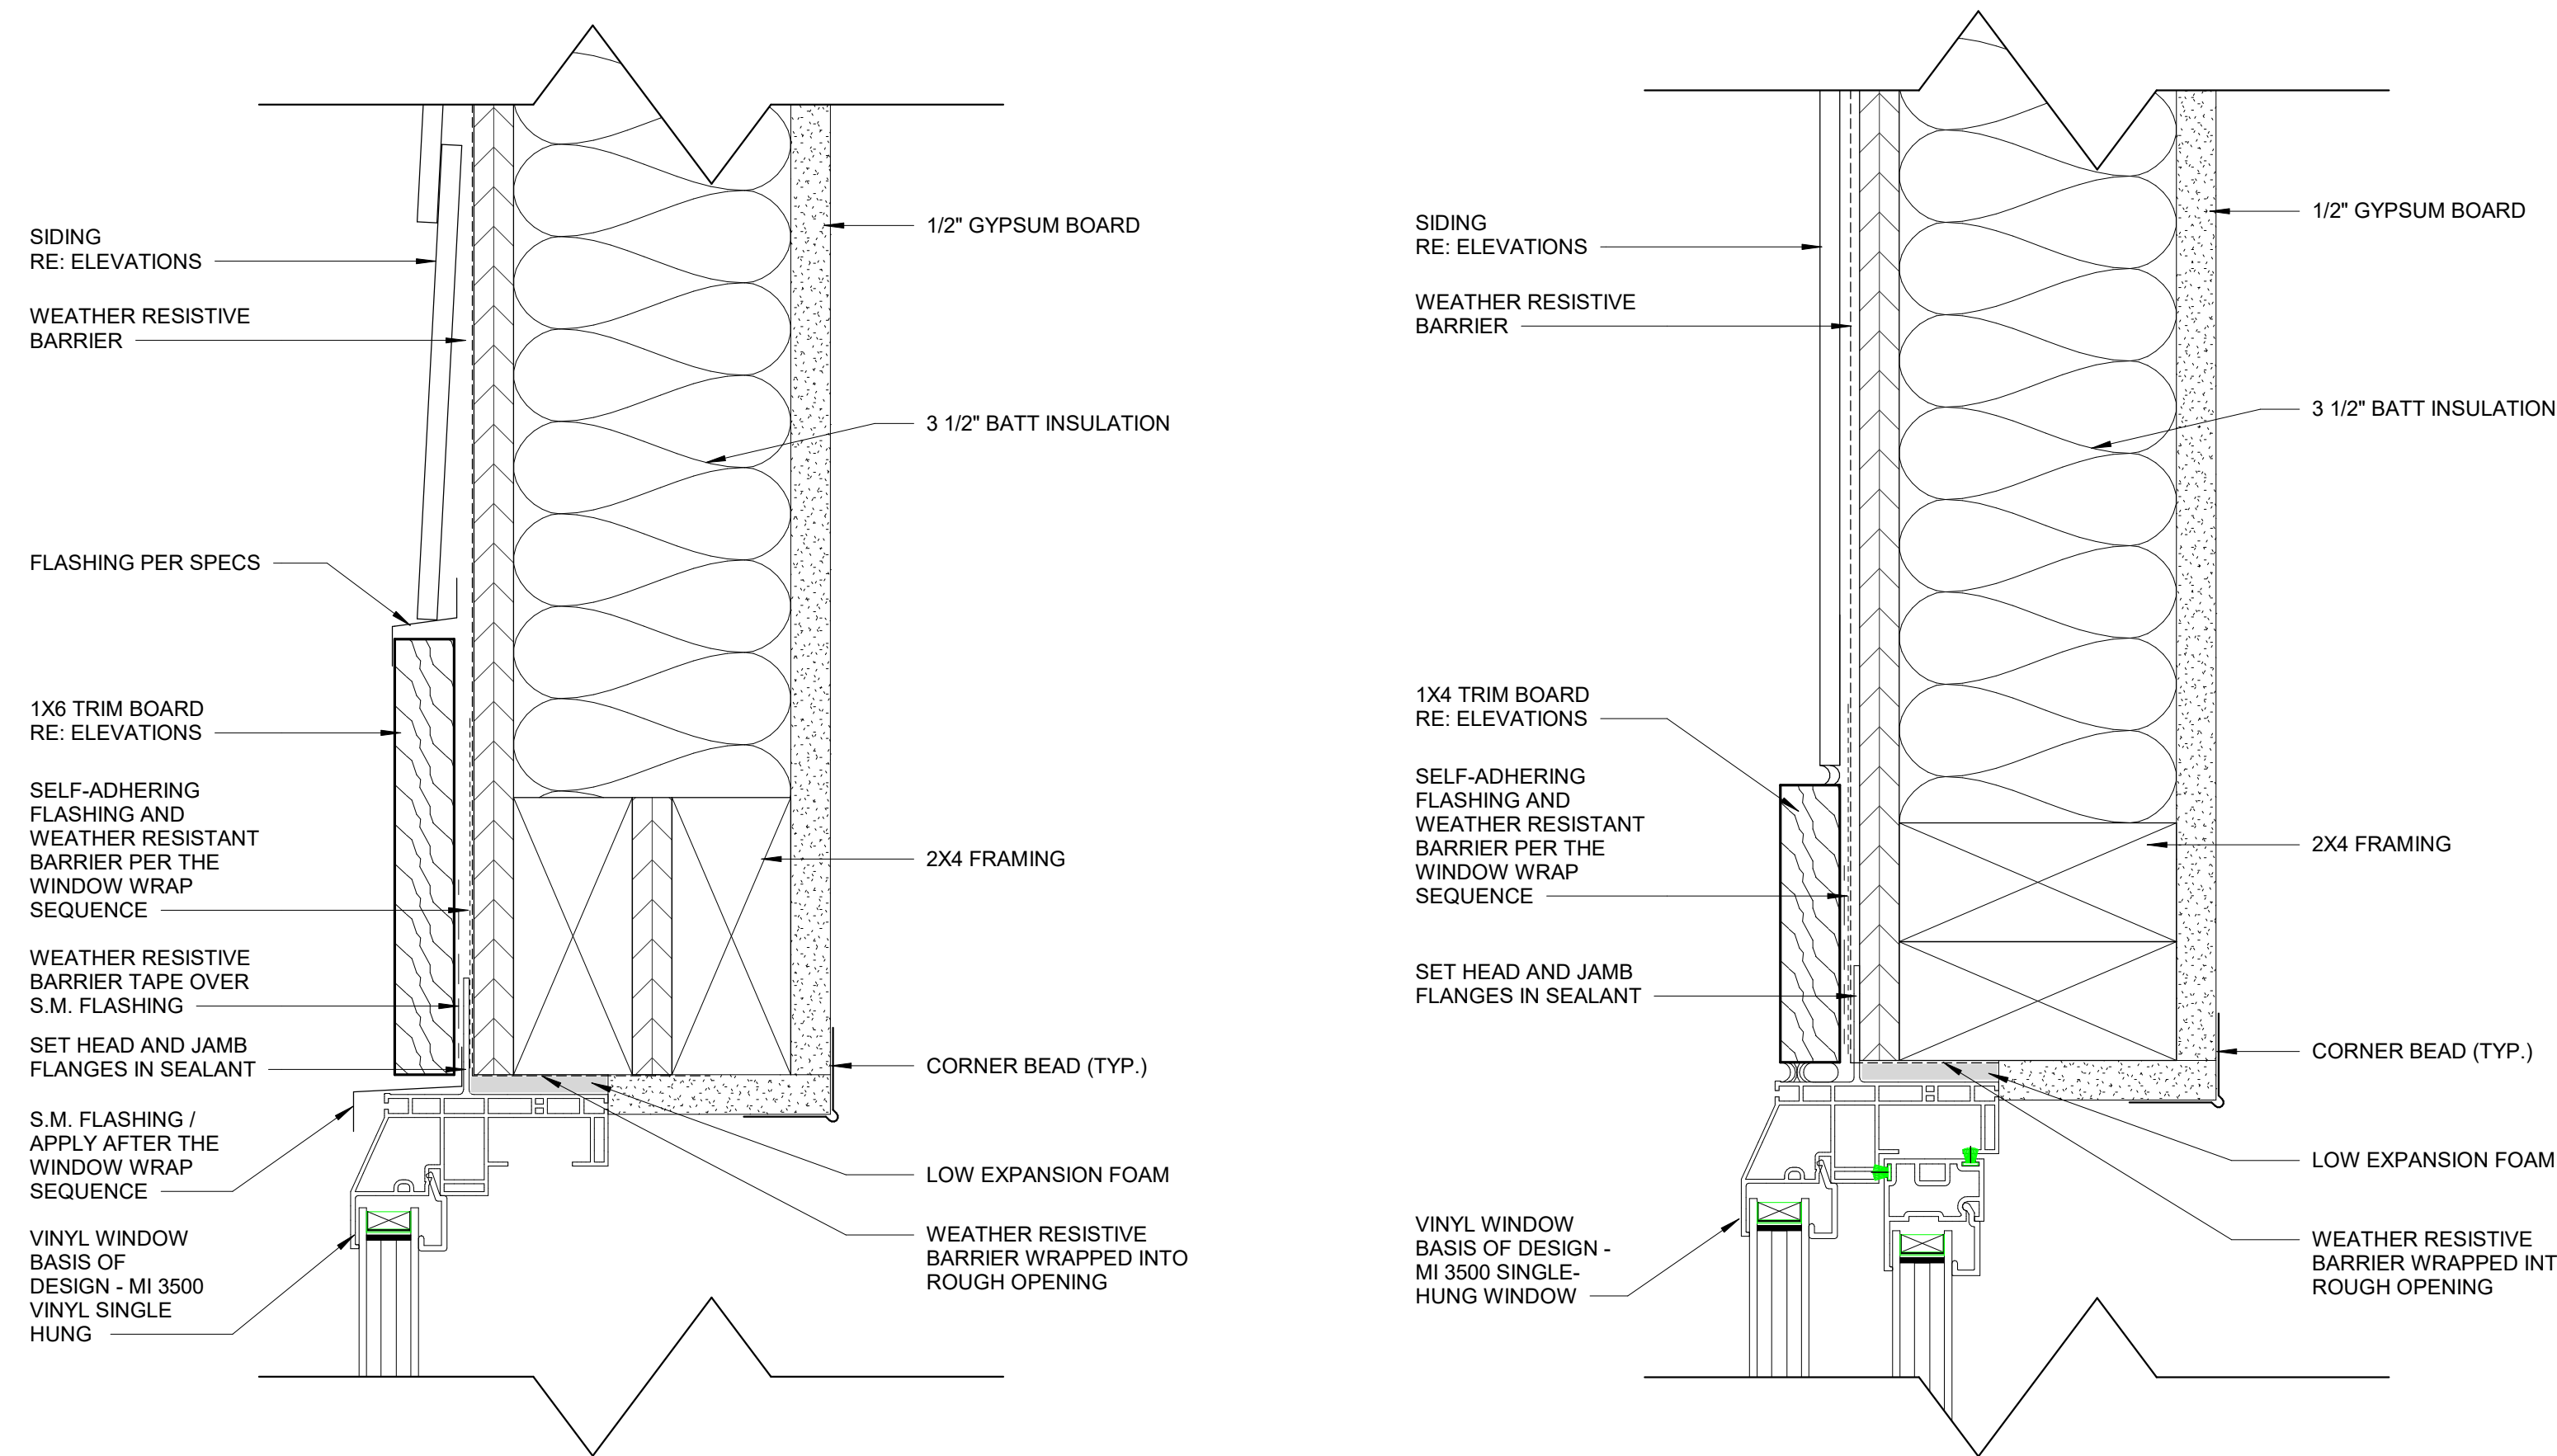 SIDING
RE: ELEVATIONS
WEATHER RESISTIVE
BARRIER
FLASHING PER SPECS
1X6 TRIM BOARD
RE: ELEVATIONS
SELF-ADHERING
FLASHING AND
WEATHER RESISTANT
BARRIER PER THE
WINDOW WRAP
SEQUENCE
WEATHER RESISTIVE
BARRIER TAPE OVER
S.M. FLASHING
SET HEAD AND JAMB
FLANGES IN SEALANT
S.M. FLASHING /
APPLY AFTER THE
WINDOW WRAP
SEQUENCE
VINYL WINDOW
BASIS OF
DESIGN - MI 3500
VINYL SINGLE
HUNG
1/2" GYPSUM BOARD
3 1/2" BATT INSULATION
2X4 FRAMING
CORNER BEAD (TYP.)
LOW EXPANSION FOAM
WEATHER RESISTIVE
BARRIER WRAPPED INTO
ROUGH OPENING
SIDING
RE: ELEVATIONS
WEATHER RESISTIVE
BARRIER
1X4 TRIM BOARD
RE: ELEVATIONS
SELF-ADHERING
FLASHING AND
WEATHER RESISTANT
BARRIER PER THE
WINDOW WRAP
SEQUENCE
SET HEAD AND JAMB
FLANGES IN SEALANT
VINYL WINDOW
BASIS OF DESIGN -
MI 3500 SINGLE-
HUNG WINDOW
1/2" GYPSUM BOARD
3 1/2" BATT INSULATION
2X4 FRAMING
CORNER BEAD (TYP.)
LOW EXPANSION FOAM
WEATHER RESISTIVE
BARRIER WRAPPED INT
ROUGH OPENING